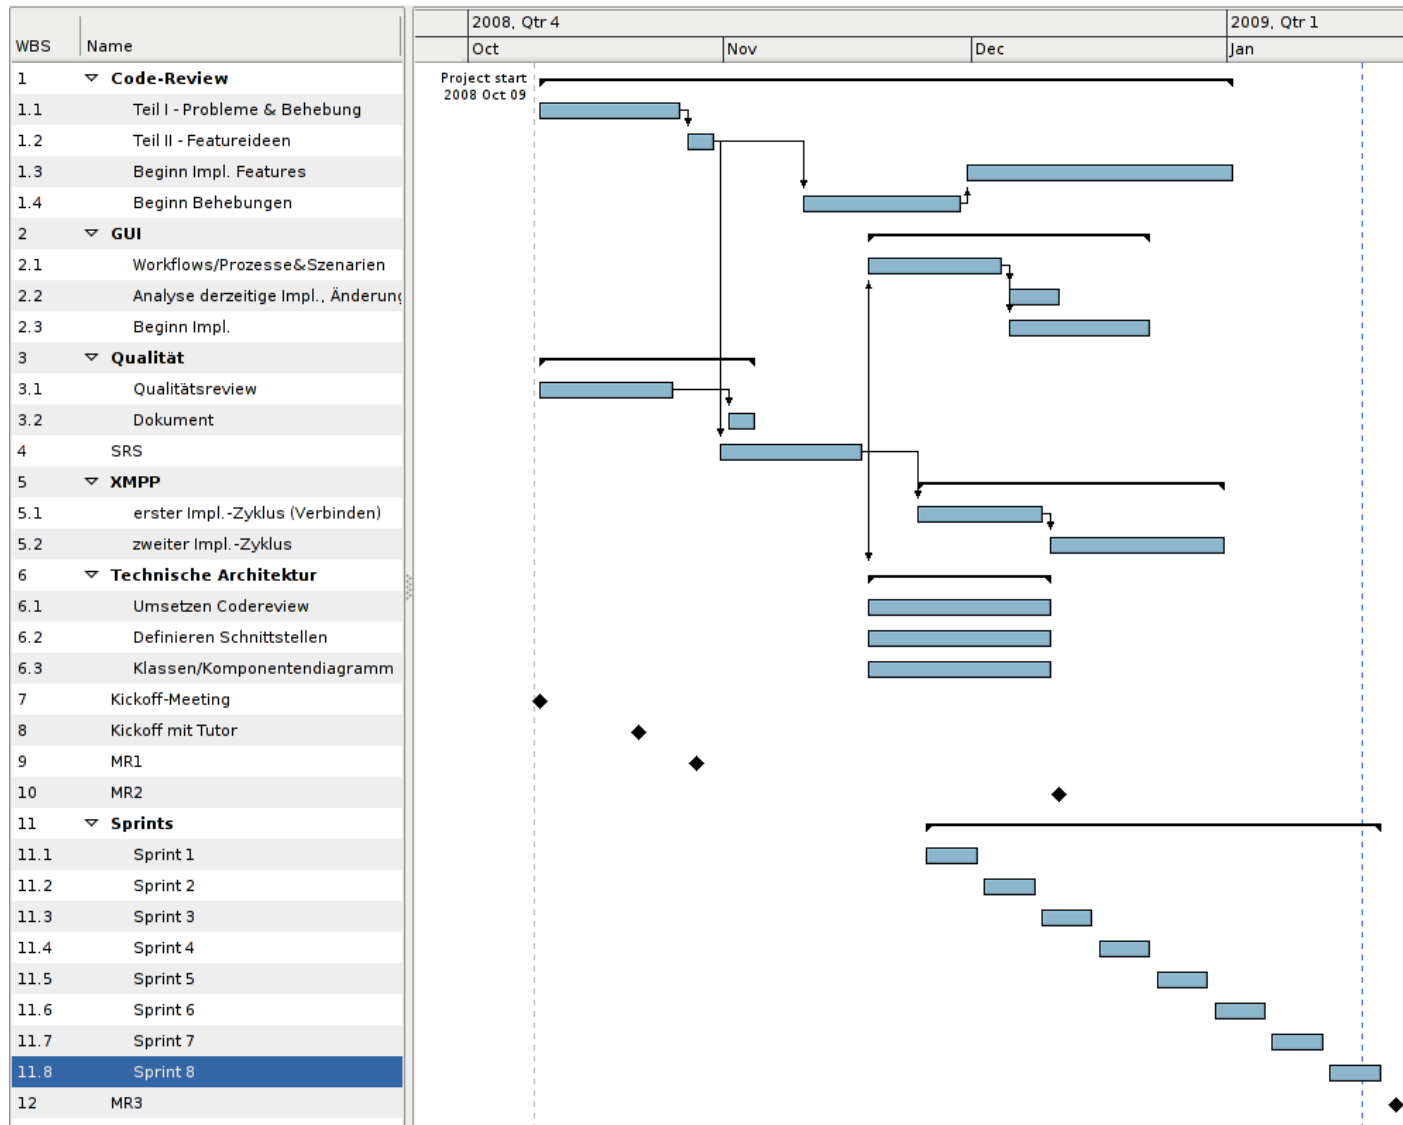 2008, Qtr 4 2009, Qtr 1
WBS Name Oct Nov Dec Jan
1 Code-Review
Project start
2008 Oct 09
1.1 Teil I - Probleme & Behebung
1.2 Teil II - Featureideen
1.3 Beginn Impl. Features
1.4 Beginn Behebungen
2 GUI
2.1 Workflows/Prozesse&Szenarien
2.2 Analyse derzeitige Impl., Änderung
2.3 Beginn Impl.
3 Qualität
3.1 Qualitätsreview
3.2 Dokument
4 SRS
5 XMPP
5.1 erster Impl.-Zyklus (Verbinden)
5.2 zweiter Impl.-Zyklus
6 Technische Architektur
6.1 Umsetzen Codereview
6.2 Definieren Schnittstellen
6.3 Klassen/Komponentendiagramm
7 Kickoff-Meeting
8 Kickoff mit Tutor
9 MR1
10 MR2
11 Sprints
11.1 Sprint 1
11.2 Sprint 2
11.3 Sprint 3
11.4 Sprint 4
11.5 Sprint 5
11.6 Sprint 6
11.7 Sprint 7
11.8 Sprint 8
12 MR3